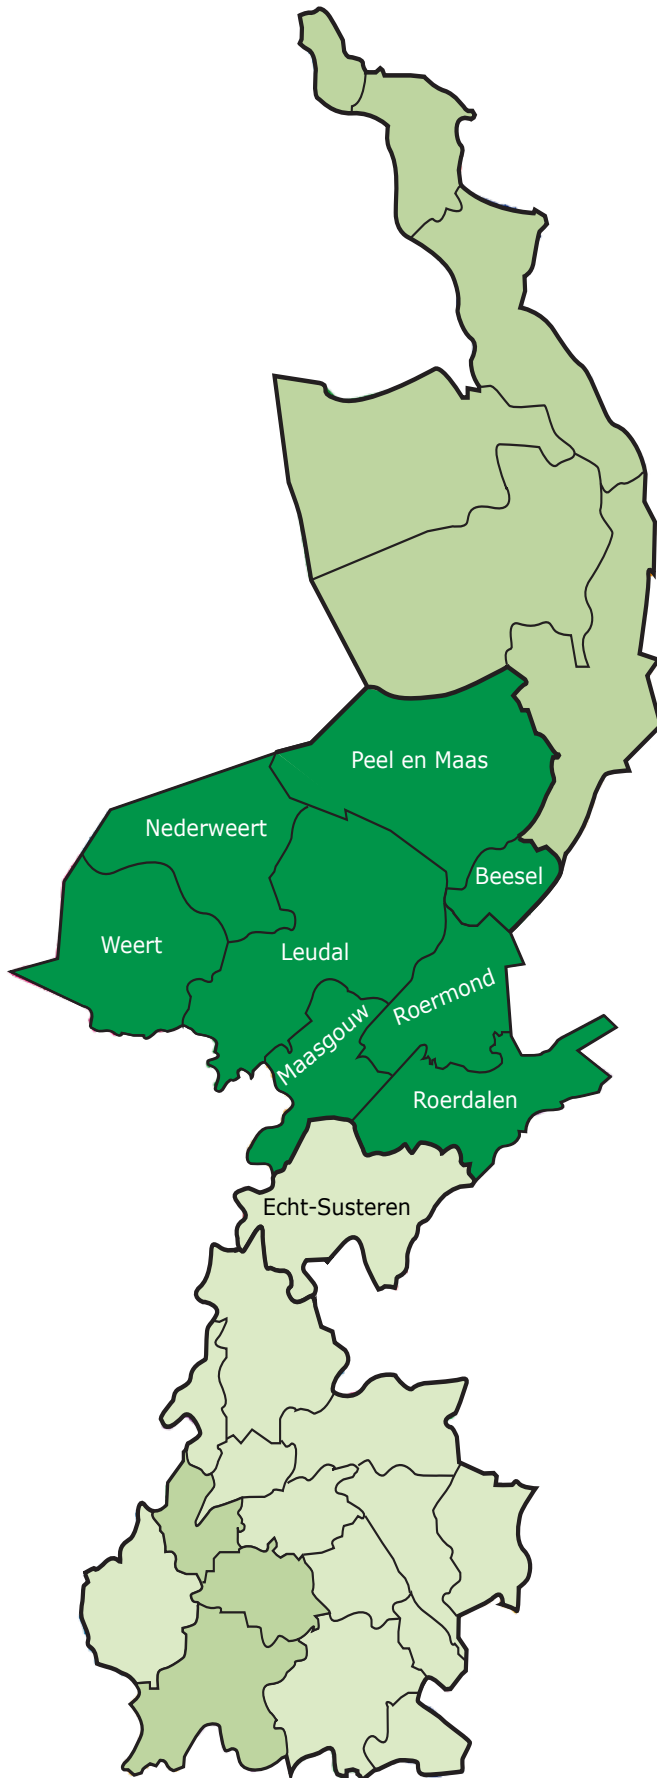 Peel en Maas
Nederweert
Beesel
Weert
Leudal
Roermond
Maasgouw
Roerdalen
Echt-Susteren